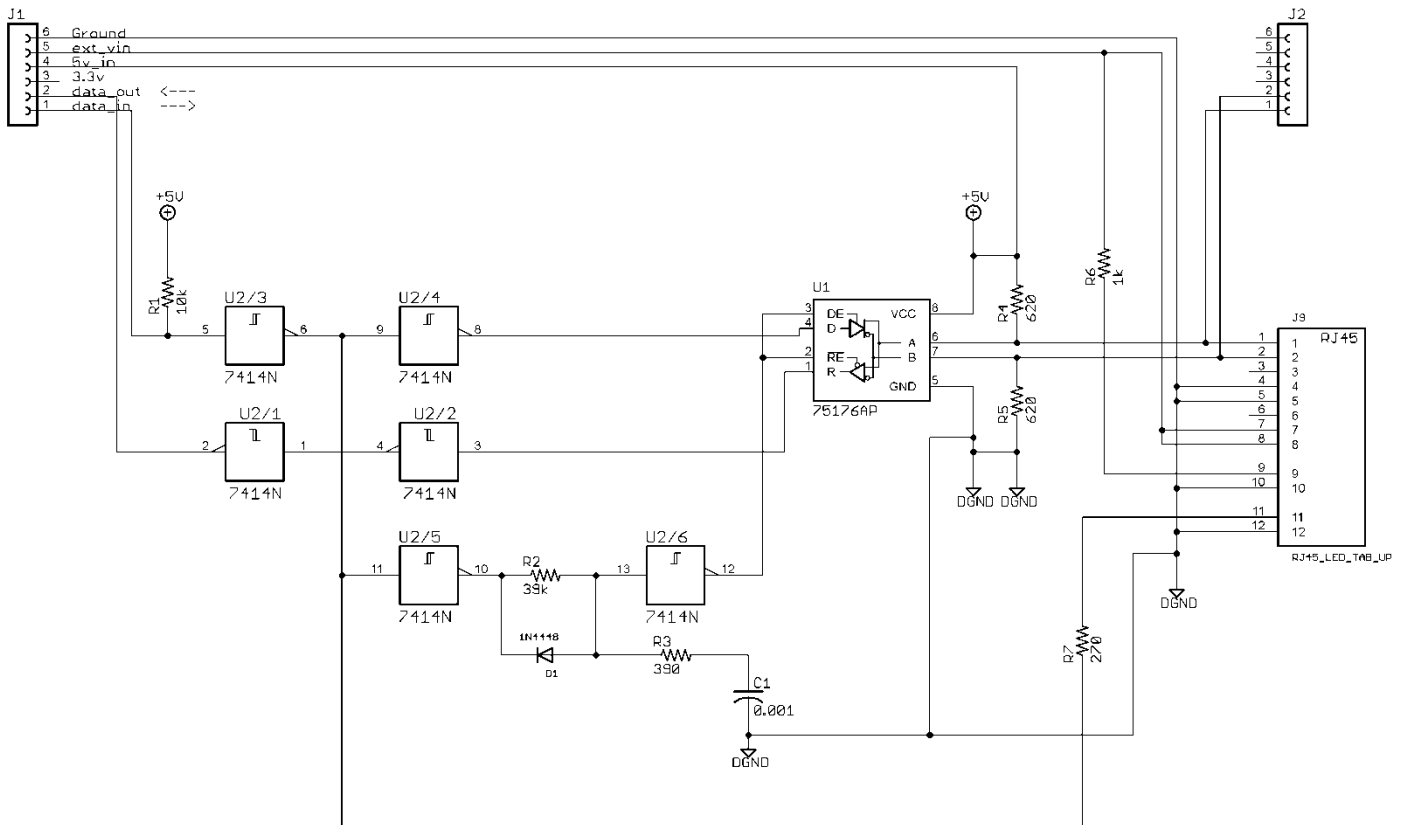 J1
6 Ground
5 ext_vin
4 5v_in
3 3.3v
2 data_out <---
1 data_in --->
J2
6
5
4
3
2
1
+5V
R1
10k
U2/3
5
6
7414N
U2/4
9
8
7414N
U2/1
2
1
7414N
U2/2
4
3
7414N
U2/5
11
10
7414N
R2
39k
1N4448
D1
U2/6
13
12
7414N
R3
390
C1
0.001
DGND
U1
3 DE VCC 8
4 D
A 6
2 RE B 7
1 R
GND 5
75176AP
+5V
R4
620
R5
620
DGND DGND
R6
1k
J9
RJ45
1 1
2 2
3 3
4 4
5 5
6 6
7 7
8 8
9 9
10 10
11 11
12 12
RJ45_LED_TAB_UP
DGND
R7
270